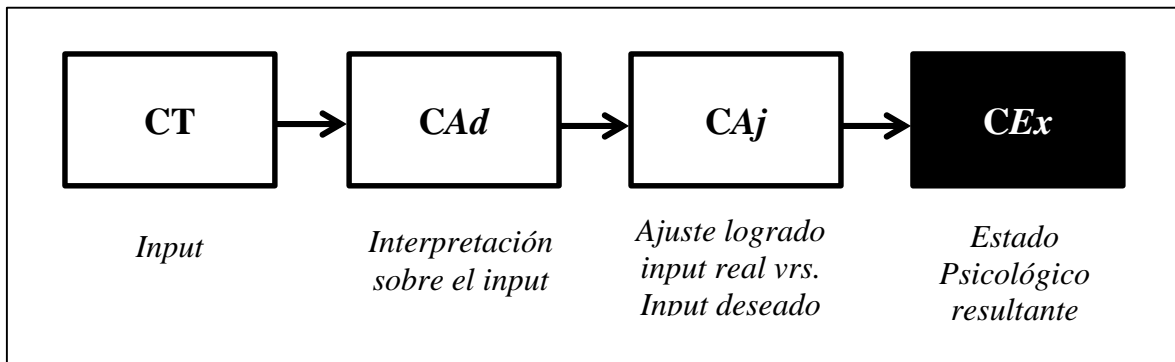 CT
CAd
CAj
CEx
Input
Interpretación
sobre el input
Ajuste logrado
input real vrs.
Input deseado
Estado
Psicológico
resultante